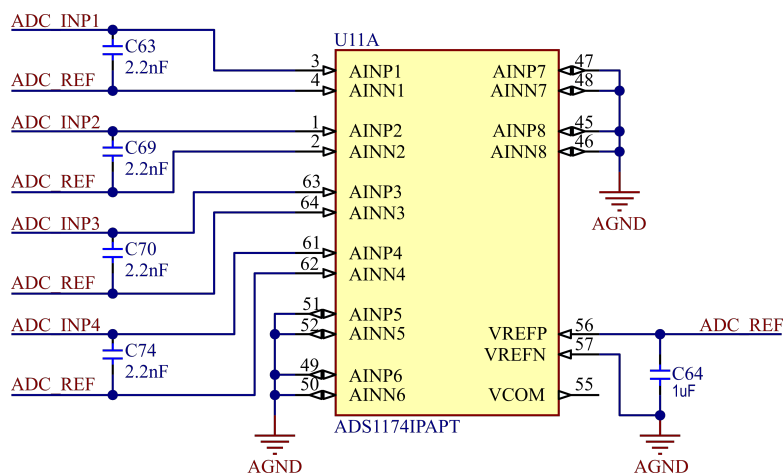 ADC_INP1
C63
2.2nF
ADC_REF
ADC_INP2
C69
2.2nF
ADC_REF
ADC_INP3
C70
2.2nF
ADC_REF
ADC_INP4
C74
2.2nF
ADC_REF
U11A
3 AINP1
4 AINN1
1 AINP2
2 AINN2
63 AINP3
64 AINN3
61 AINP4
62 AINN4
51 AINP5
52 AINN5
49 AINP6
50 AINN6
AGND
AINP7 47
AINN7 48
AINP8 45
AINN8 46
AGND
VREFP 56
VREFN 57
VCOM 55
ADC_REF
C64
1uF
AGND
ADS1174IPAPT